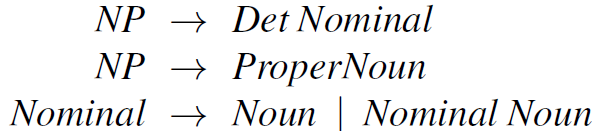 NP → Det Nominal
NP → ProperNoun
Nominal → Noun | Nominal Noun